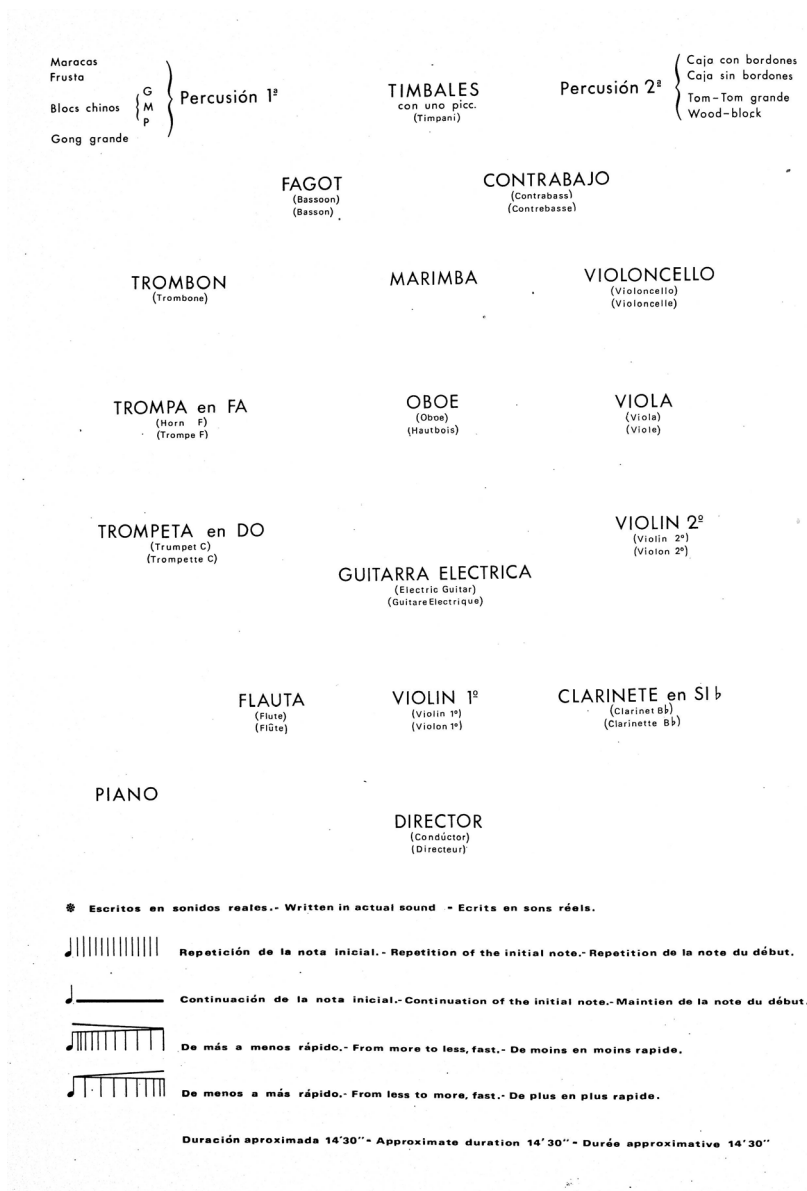 Maracas
Frusta
Blocs chinos
G
M
P
Gong grande
Percusión 1ª
TIMBALES
con uno picc.
(Timpani)
Percusión 2ª
Caja con bordones
Caja sin bordones
Tom-Tom grande
Wood-block
FAGOT
(Bassoon)
(Basson)
CONTRABAJO
(Contrabass)
(Contrebasse)
TROMBON
(Trombone)
MARIMBA
VIOLONCELLO
(Violoncello)
(Violoncelle)
TROMPA en FA
(Horn F)
(Trompe F)
OBOE
(Oboe)
(Hautbois)
VIOLA
(Viola)
(Viole)
TROMPETA en DO
(Trumpet C)
(Trompette C)
VIOLIN 2º
(Violin 2º)
(Violon 2º)
GUITARRA ELECTRICA
(Electric Guitar)
(Guitare Electrique)
FLAUTA
(Flute)
(Flûte)
VIOLIN 1º
(Violin 1º)
(Violon 1º)
CLARINETE en SI♭
(Clarinet B♭)
(Clarinette B♭)
PIANO
DIRECTOR
(Condúctor)
(Directeur)
✽ Escritos en sonidos reales.- Written in actual sound - Ecrits en sons réels.
Repetición de la nota inicial.- Repetition of the initial note.- Repetition de la note du début.
Continuación de la nota inicial.-Continuation of the initial note.-Maintien de la note du début.
De más a menos rápido.- From more to less, fast.- De moins en moins rapide.
De menos a más rápido.- From less to more, fast.- De plus en plus rapide.
Duración aproximada 14'30"- Approximate duration 14'30"- Durée approximative 14'30"